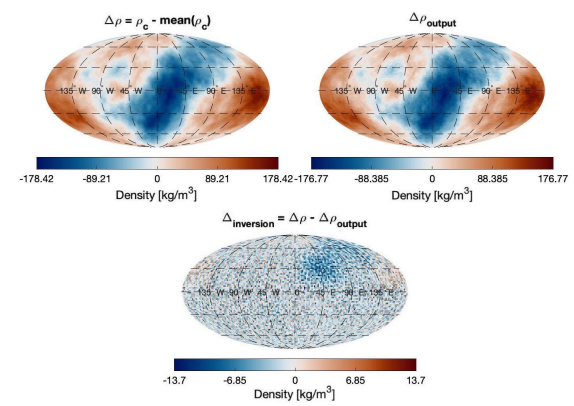 Δρ = ρc - mean(ρc)
Δρoutput
135 W 90 W 45 W 0° 45 E 90 E 135 E
135 W 90 W 45 W 0° 45 E 90 E 135 E
-178.42 -89.21 0 89.21 178.42
-176.77 -88.385 0 88.385 176.77
Density [kg/m³]
Density [kg/m³]
Δinversion = Δρ - Δρoutput
135 W 90 W 45 W 0° 45 E 90 E 135 E
-13.7 -6.85 0 6.85 13.7
Density [kg/m³]